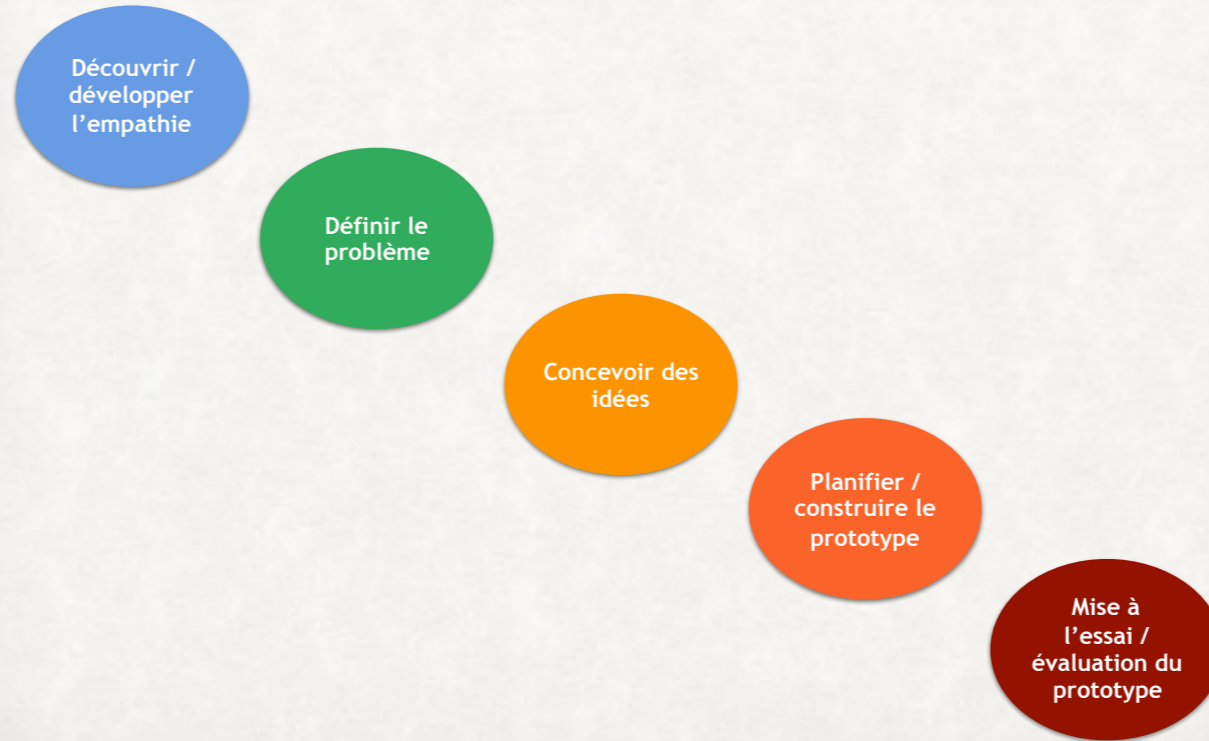 Découvrir /
développer
l’empathie
Définir le
problème
Concevoir des
idées
Planifier /
construire le
prototype
Mise à
l’essai /
évaluation du
prototype